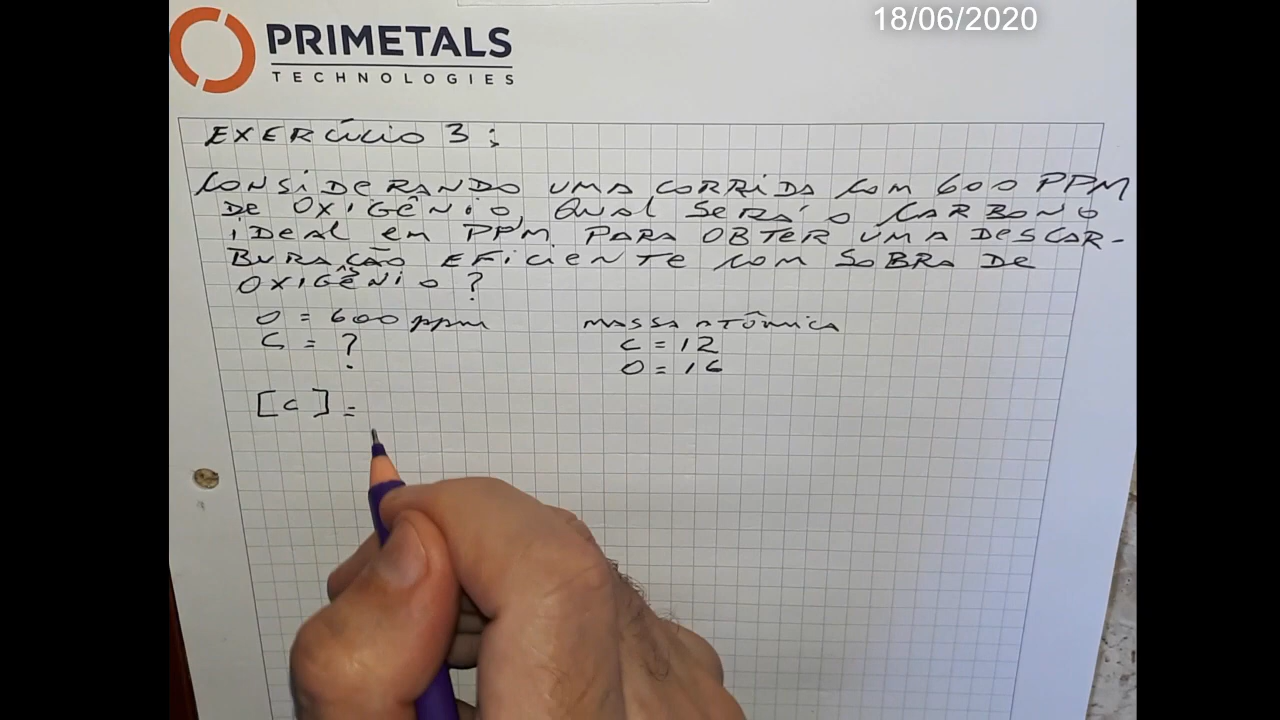 18/06/2020
PRIMETALS
TECHNOLOGIES
EXERCÍCIO 3 :
CONSIDERANDO UMA CORRIDA COM 600 PPM
DE OXIGÊNIO, QUAL SERÁ O CARBONO
IDEAL EM PPM PARA OBTER UMA DESCAR-
BURAÇÃO EFICIENTE COM SOBRA DE
OXIGÊNIO ?
O = 600 ppm MASSA ATÔMICA
C = ? C = 12
O = 16
[C] =